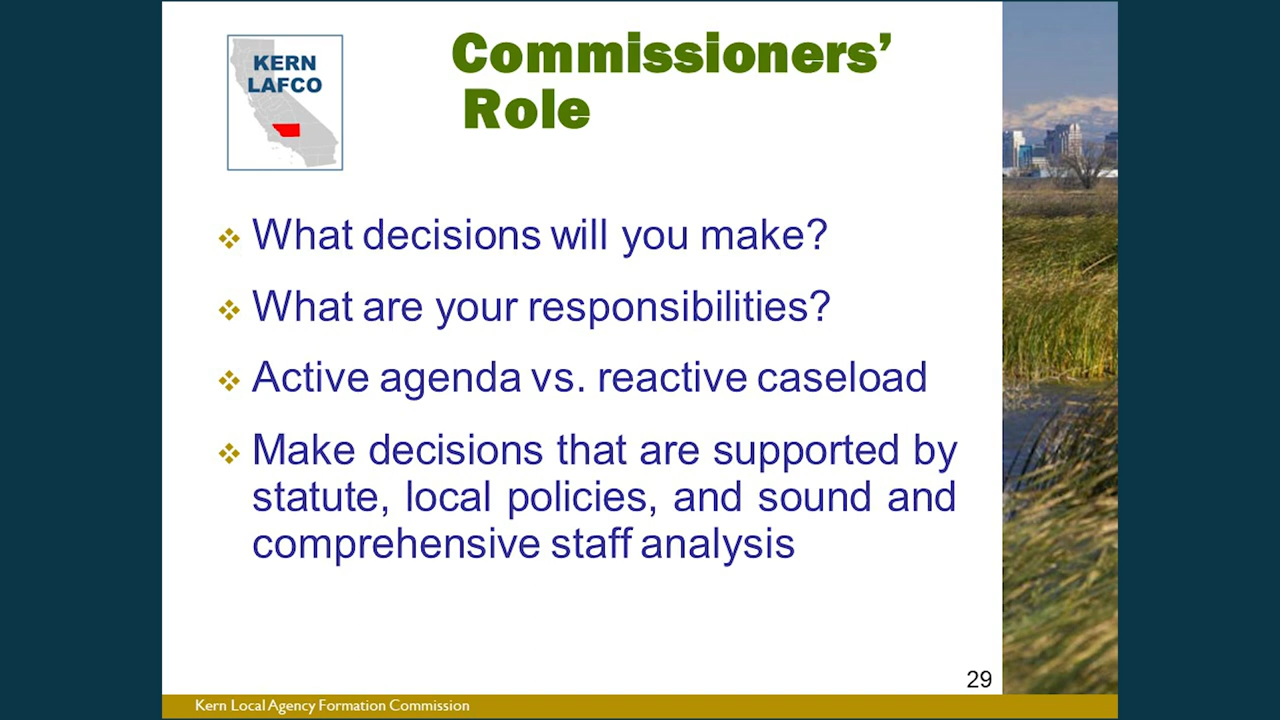 KERN
LAFCO
Commissioners’
Role
What decisions will you make?
What are your responsibilities?
Active agenda vs. reactive caseload
Make decisions that are supported by
statute, local policies, and sound and
comprehensive staff analysis
29
Kern Local Agency Formation Commission